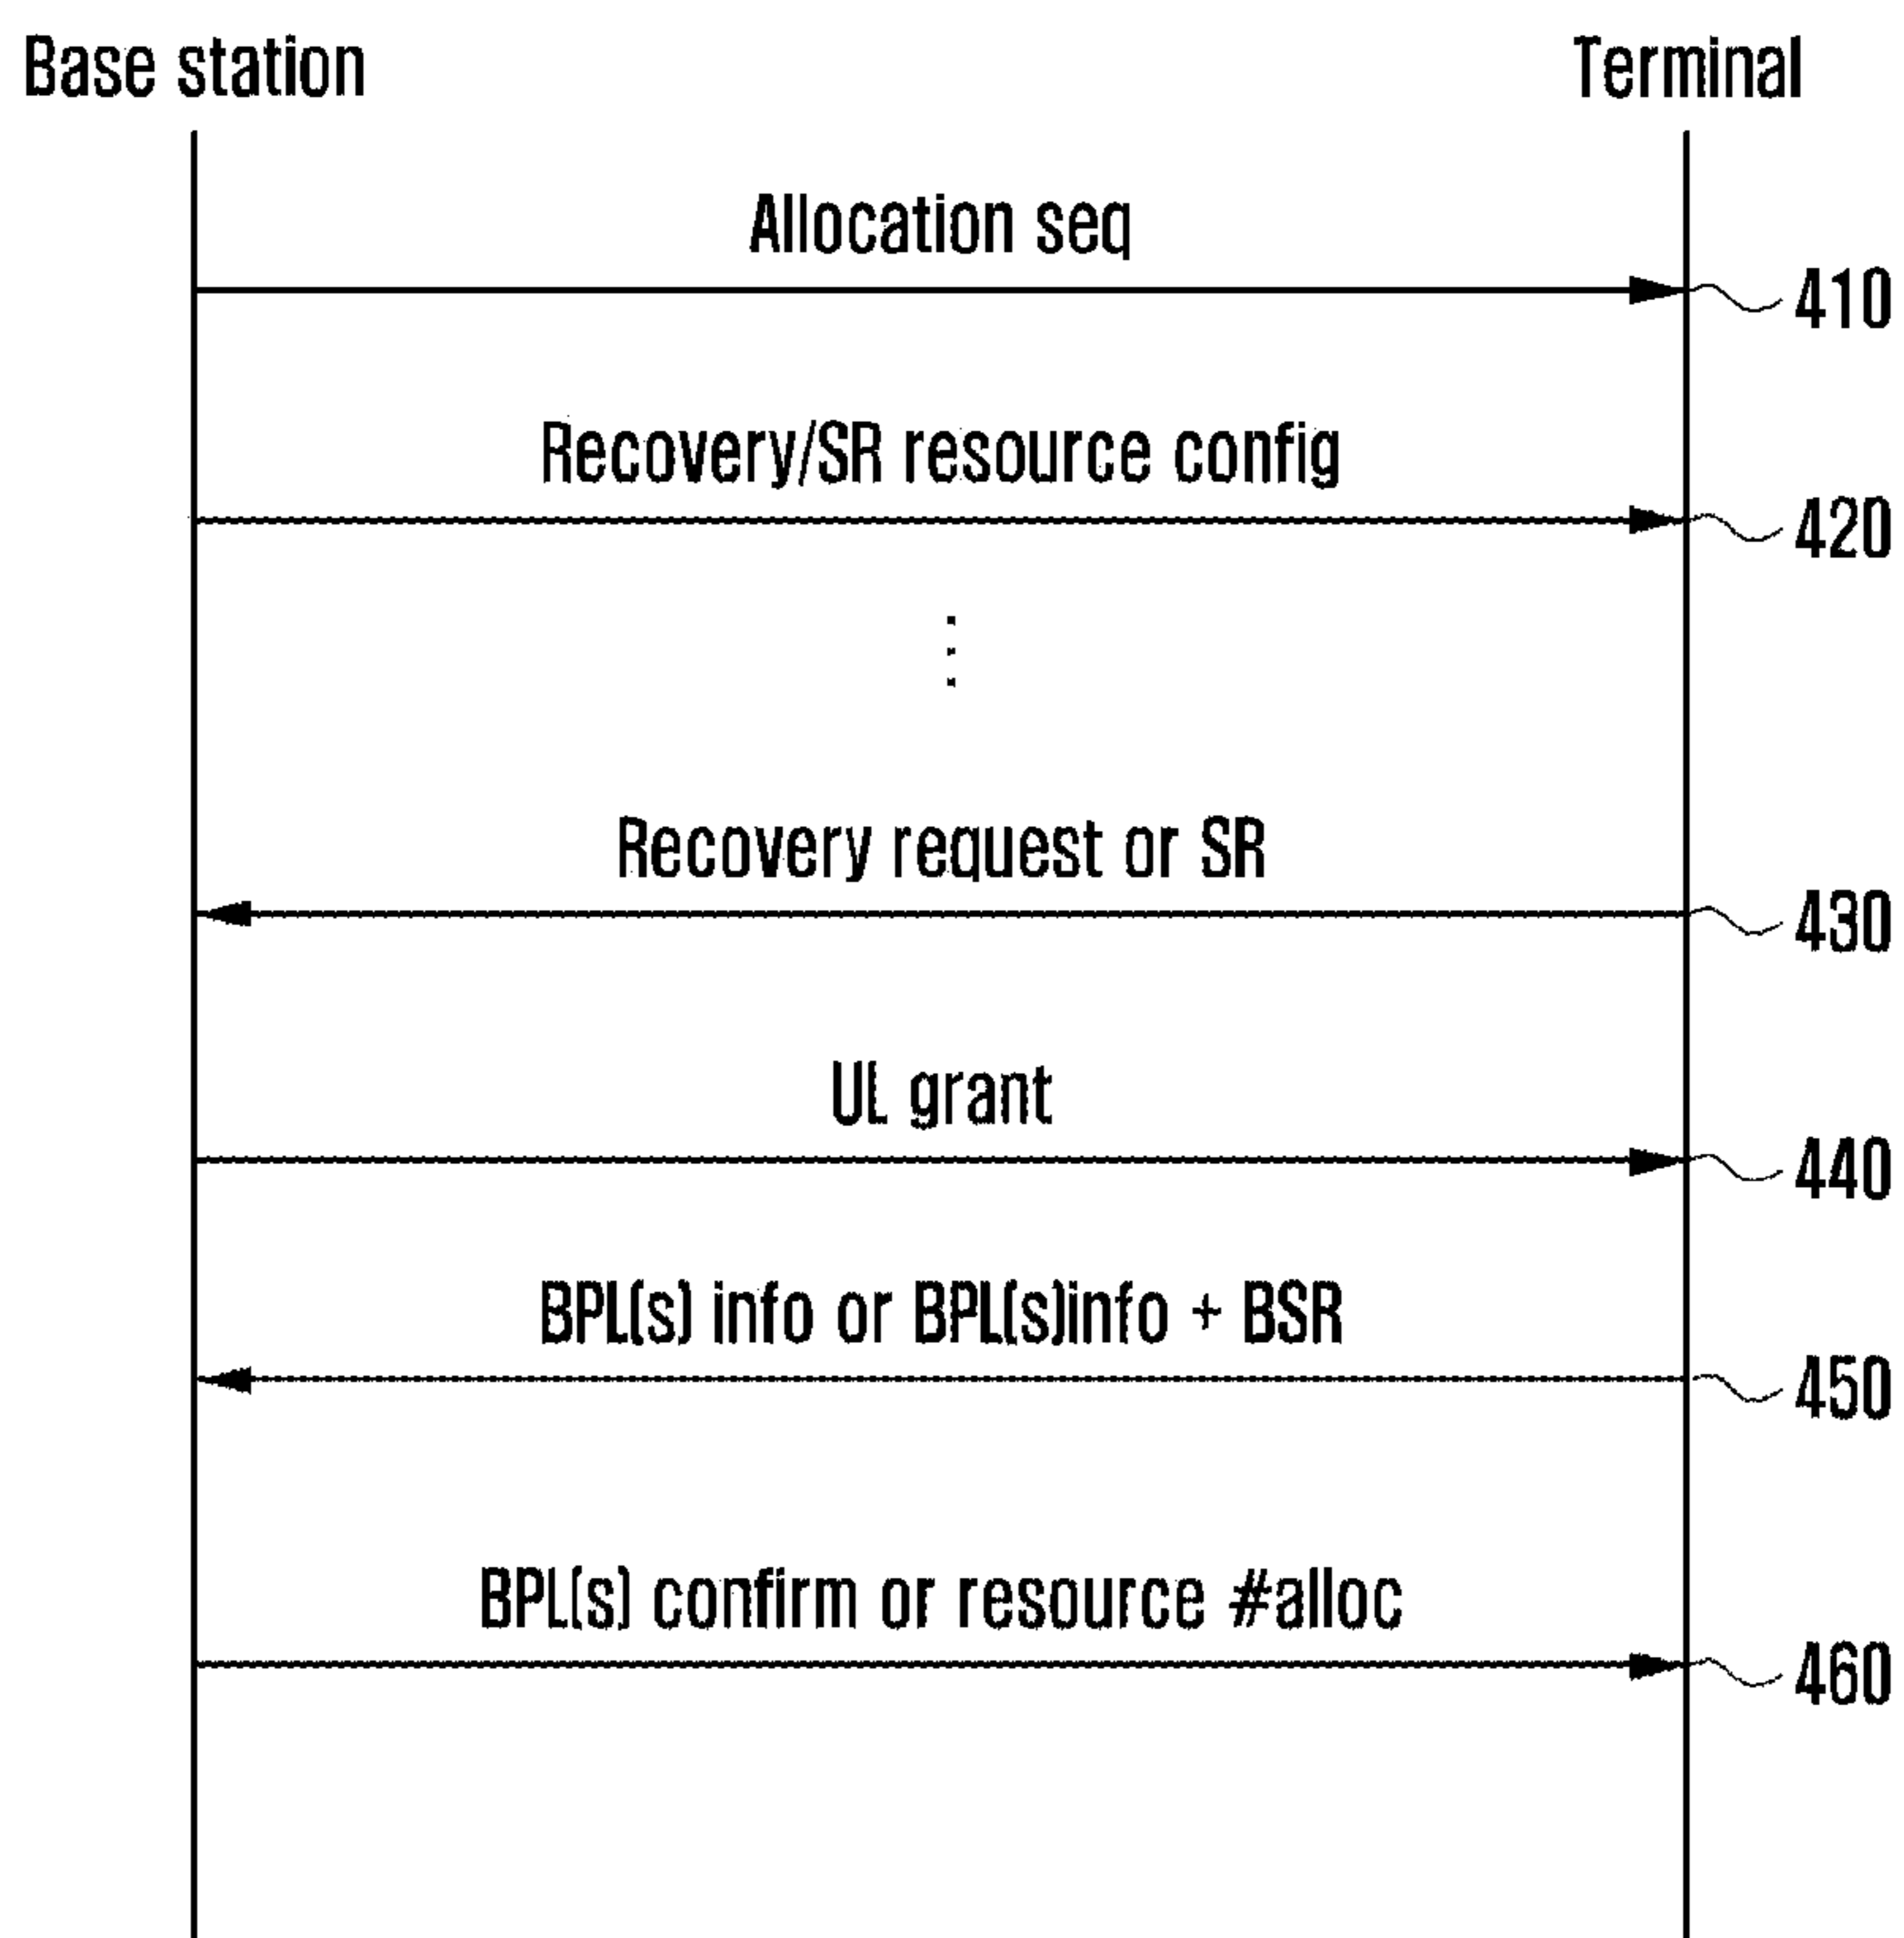 Base station
Terminal
Allocation seq
410
Recovery/SR resource config
420
Recovery request or SR
430
UL grant
440
BPL(s) info or BPL(s)info + BSR
450
BPL(s) confirm or resource #alloc
460